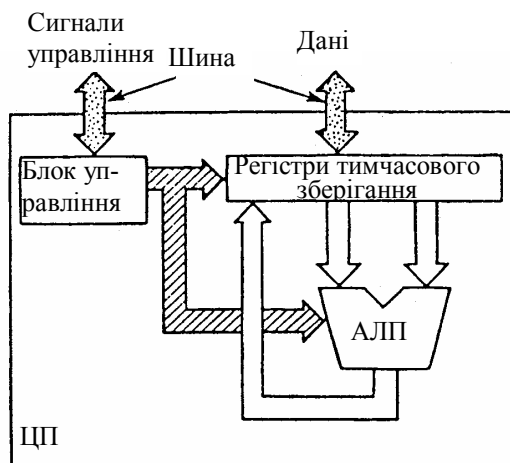 Сигнали
управління
Шина
Дані
Блок уп-
равління
Регістри тимчасового
зберігання
АЛП
ЦП